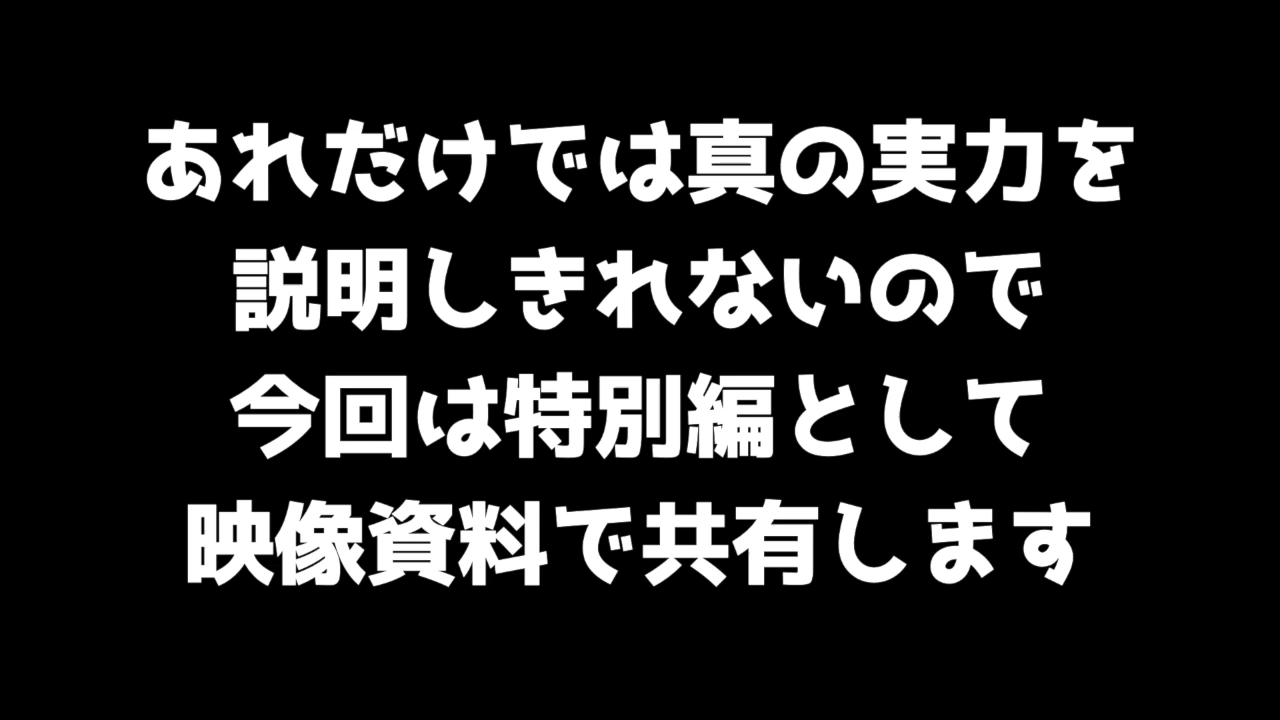 あれだけでは真の実力を
説明しきれないので
今回は特別編として
映像資料で共有します